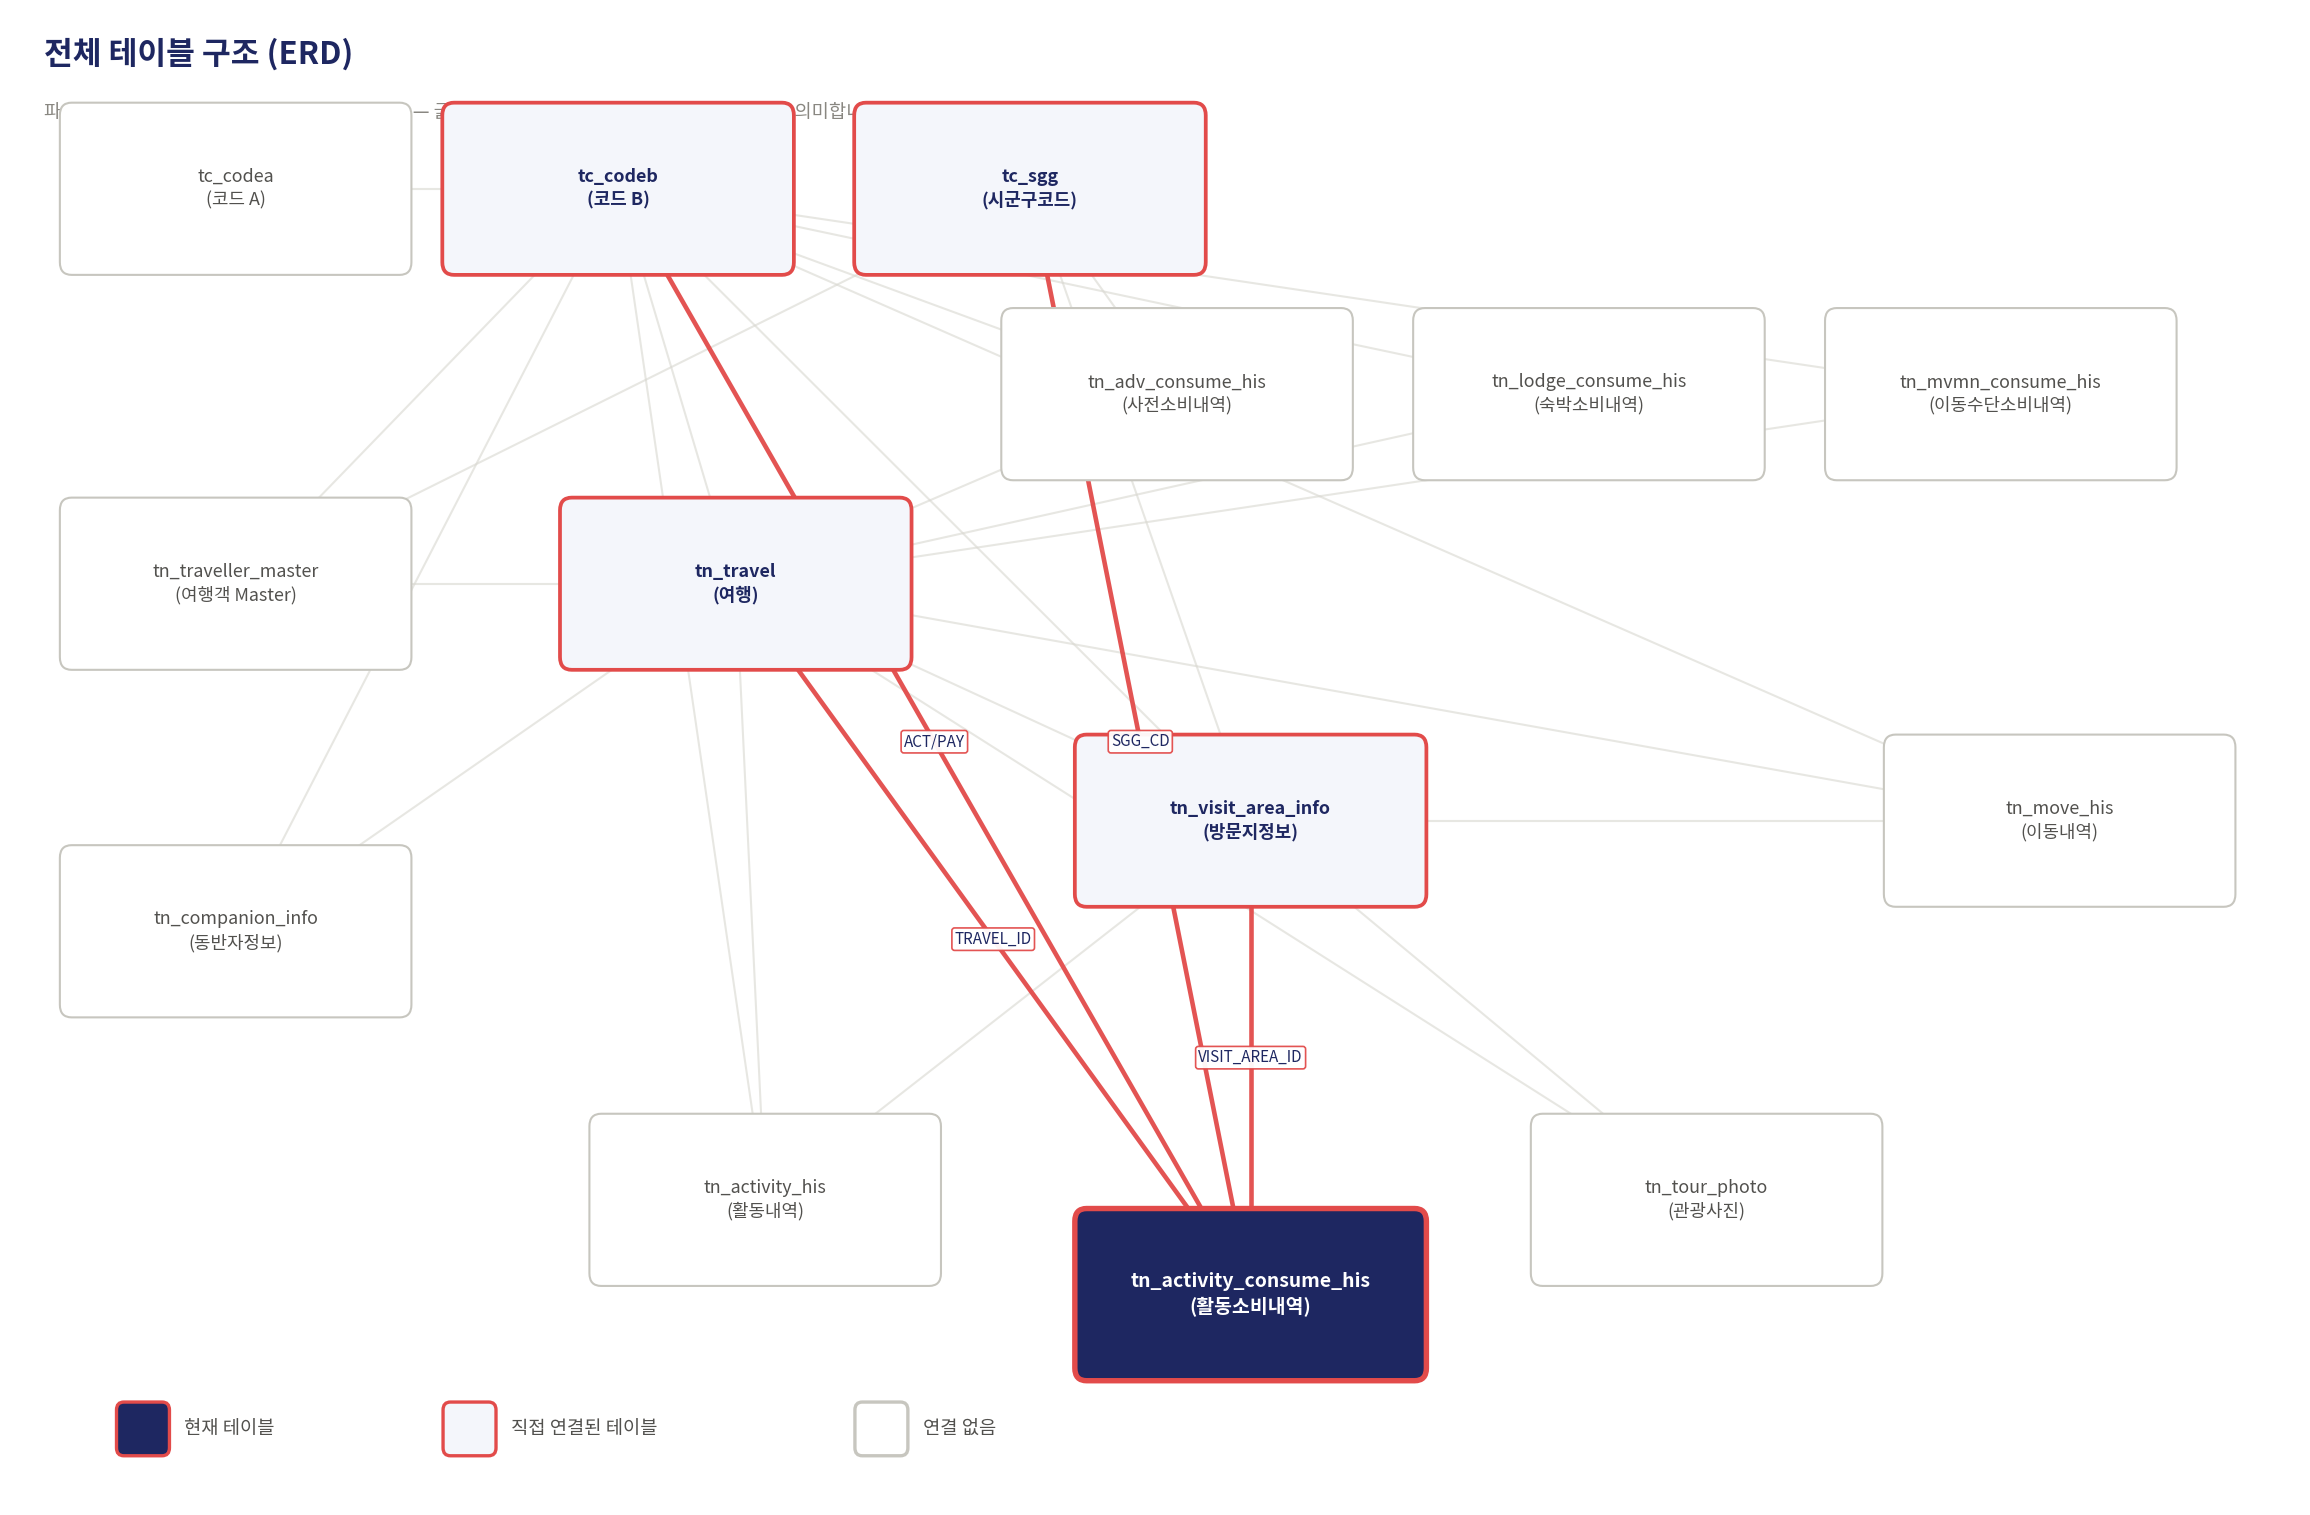 전체 테이블 구조 (ERD)
파
—
의미합
tc_codea
(코드 A)
tc_codeb
(코드 B)
tc_sgg
(시군구코드)
tn_adv_consume_his
(사전소비내역)
tn_lodge_consume_his
(숙박소비내역)
tn_mvmn_consume_his
(이동수단소비내역)
tn_traveller_master
(여행객 Master)
tn_travel
(여행)
ACT/PAY
SGG_CD
tn_visit_area_info
(방문지정보)
tn_move_his
(이동내역)
tn_companion_info
(동반자정보)
TRAVEL_ID
VISIT_AREA_ID
tn_activity_his
(활동내역)
tn_tour_photo
(관광사진)
tn_activity_consume_his
(활동소비내역)
현재 테이블
직접 연결된 테이블
연결 없음